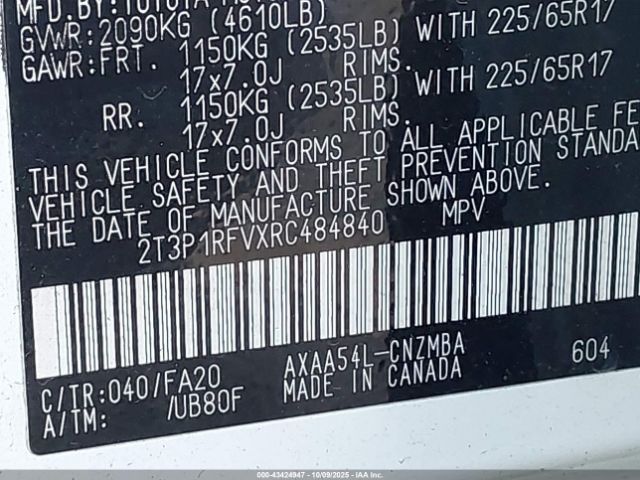 MFD.BY:TOYOTA
GVWR:2090KG (4610LB)
GAWR:FRT. 1150KG (2535LB) WITH 225/65R17
17x7.0J RIMS.
RR. 1150KG (2535LB) WITH 225/65R17
17x7.0J RIMS.
THIS VEHICLE CONFORMS TO ALL APPLICABLE FE
VEHICLE SAFETY AND THEFT PREVENTION STANDA
THE DATE OF MANUFACTURE SHOWN ABOVE.
2T3P1RFVXRC484840 MPV
C/TR:040/FA20 AXAA54L-CNZMBA 604
A/TM: /UB80F MADE IN CANADA
000-43424947 - 10/09/2025 - IAA Inc.